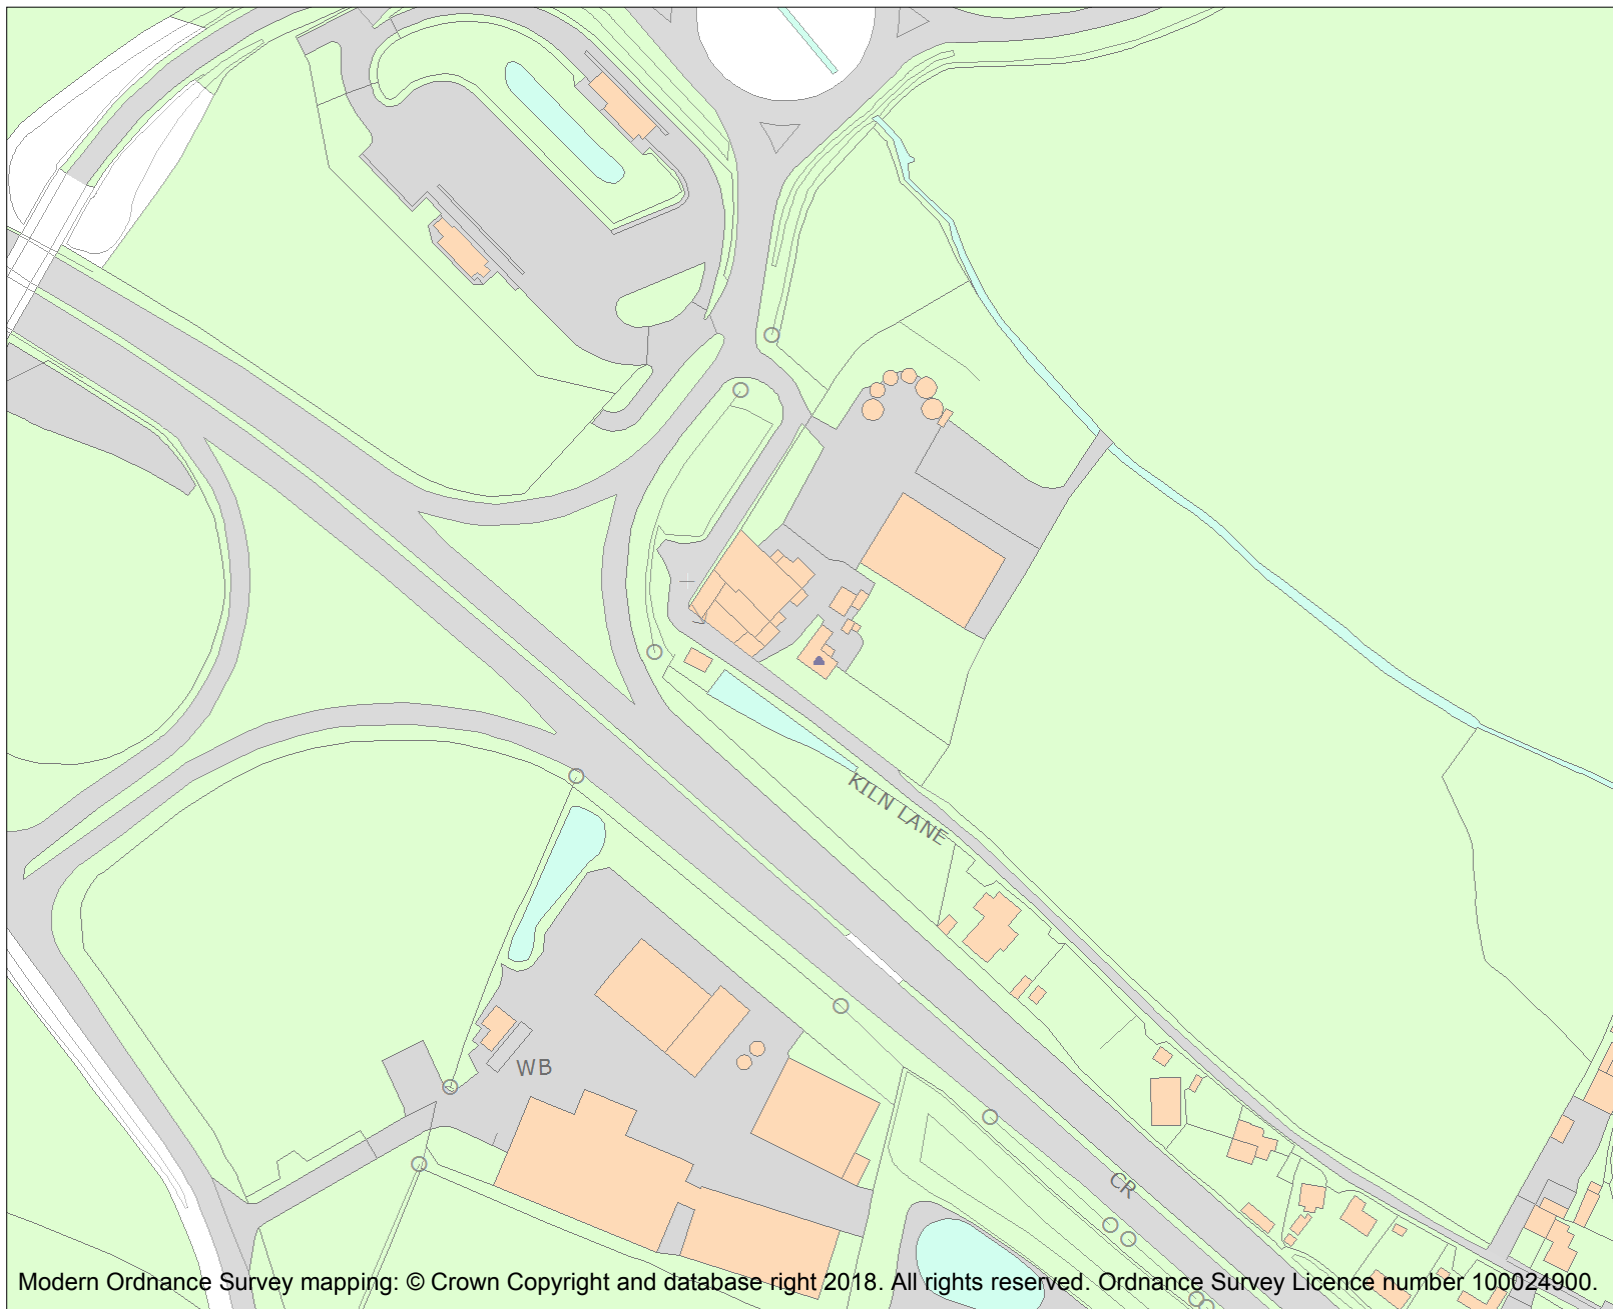 KILN LANE
WB
CR
Modern Ordnance Survey mapping: © Crown Copyright and database right 2018. All rights reserved. Ordnance Survey Licence number 100024900.